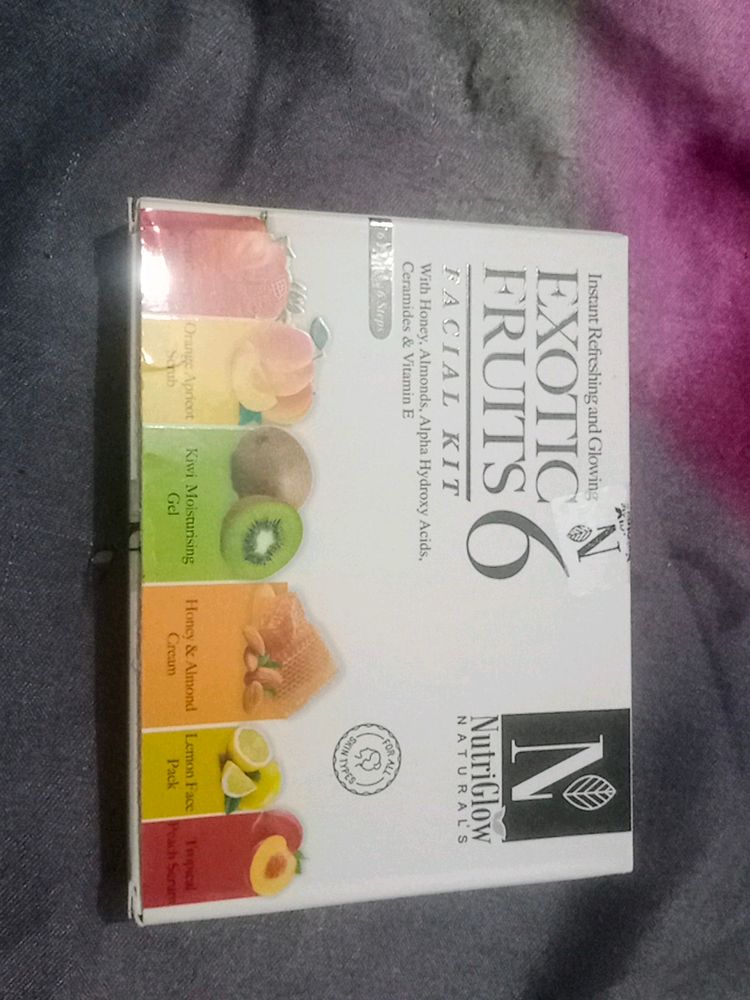 Instant Refreshing and Glowing
EXOTIC
FRUITS 6
FACIAL KIT
With Honey, Almonds, Alpha Hydroxy Acids,
Ceramides & Vitamin E
6 Steps
N
N
NutriGlow
NATURAL'S
FOR ALL
SKIN TYPES
Orange Apricot
Scrub
Kiwi Moisturising
Gel
Honey & Almond
Cream
Lemon Face
Pack
Tropical
Peach Serum